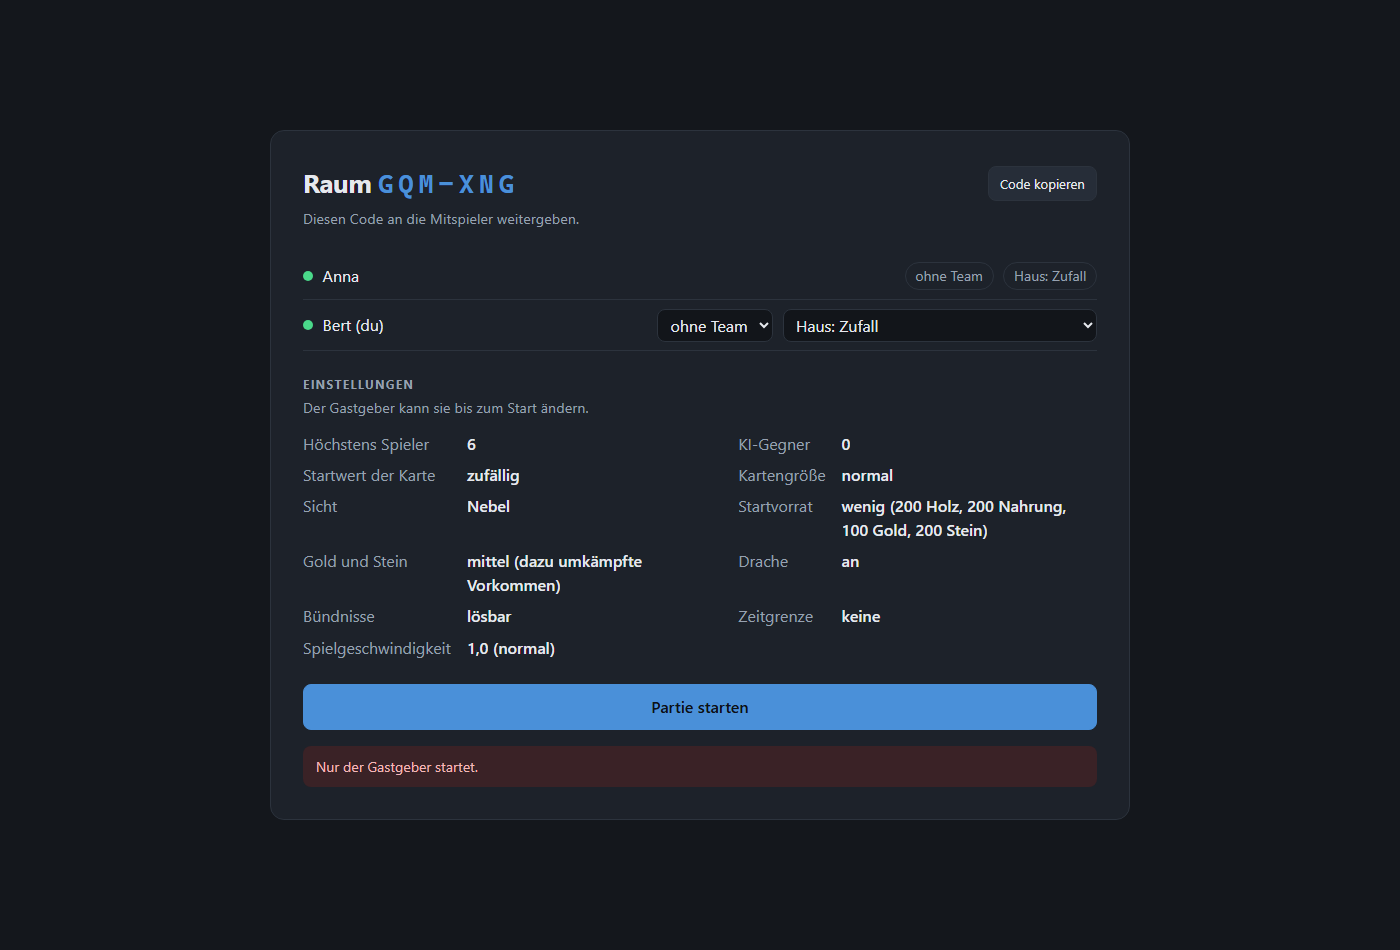 Raum GQM-XNG
Code kopieren
Diesen Code an die Mitspieler weitergeben.
Anna
ohne Team
Haus: Zufall
Bert (du)
ohne Team
Haus: Zufall
EINSTELLUNGEN
Der Gastgeber kann sie bis zum Start ändern.
Höchstens Spieler 6
KI-Gegner 0
Startwert der Karte zufällig
Kartengröße normal
Sicht Nebel
Startvorrat wenig (200 Holz, 200 Nahrung,
100 Gold, 200 Stein)
Gold und Stein mittel (dazu umkämpfte
Vorkommen)
Drache an
Bündnisse lösbar
Zeitgrenze keine
Spielgeschwindigkeit 1,0 (normal)
Partie starten
Nur der Gastgeber startet.